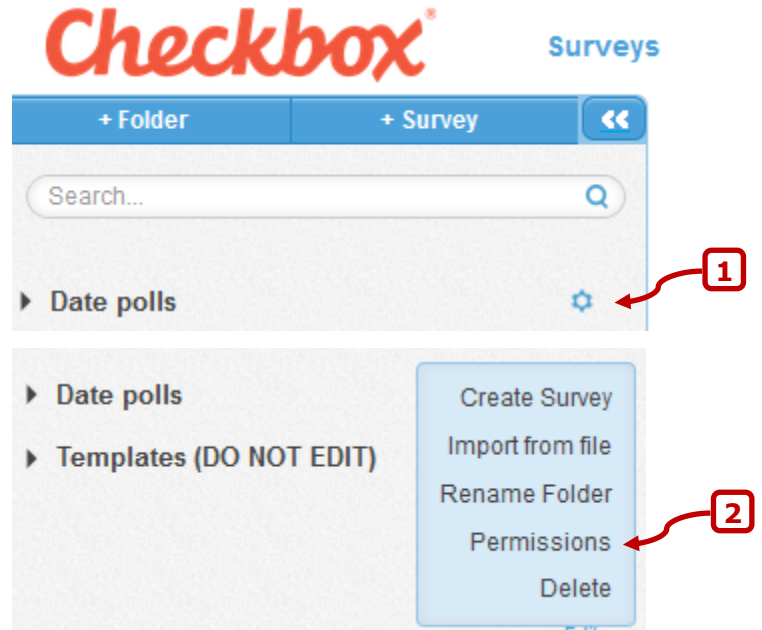 Checkbox®
Surveys
+ Folder
+ Survey
Search...
1
Date polls
Date polls
Templates (DO NOT EDIT)
Create Survey
Import from file
Rename Folder
Permissions
2
Delete